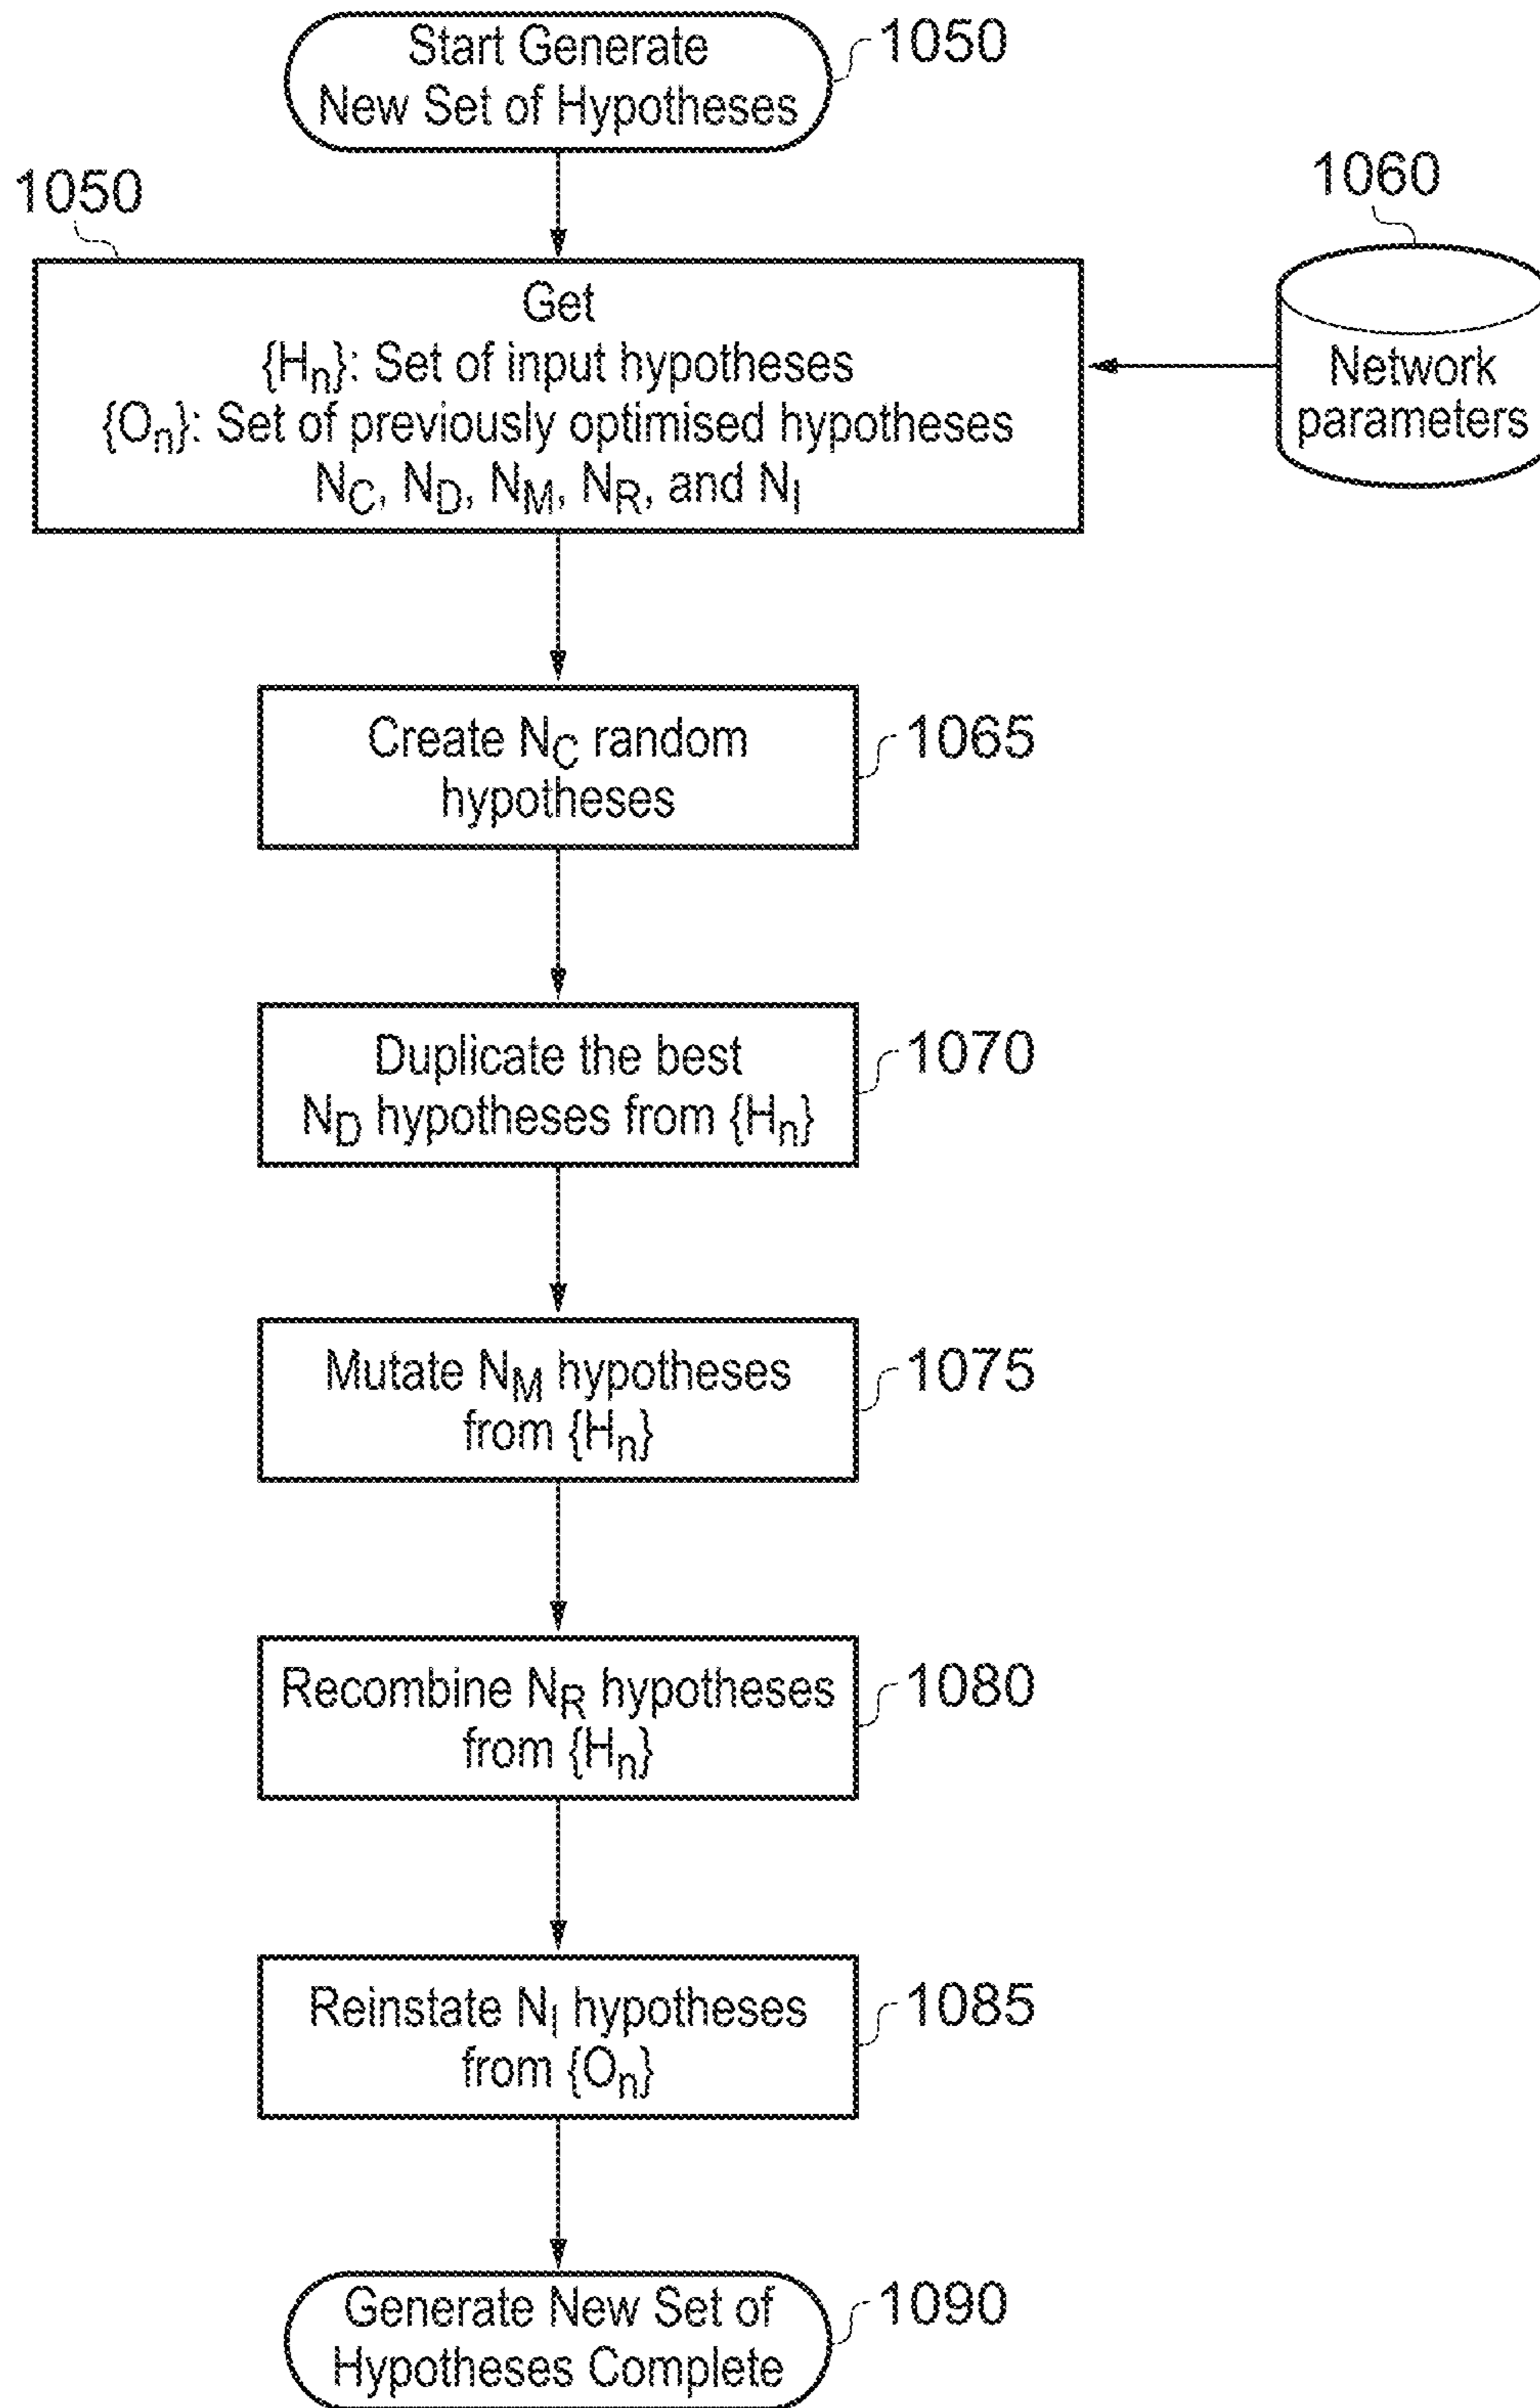 Start Generate
New Set of Hypotheses
1050
1050
1060
Get
{Hn}: Set of input hypotheses
{On}: Set of previously optimised hypotheses
NC, ND, NM, NR, and NI
Network
parameters
Create NC random
hypotheses
1065
Duplicate the best
ND hypotheses from {Hn}
1070
Mutate NM hypotheses
from {Hn}
1075
Recombine NR hypotheses
from {Hn}
1080
Reinstate NI hypotheses
from {On}
1085
Generate New Set of
Hypotheses Complete
1090